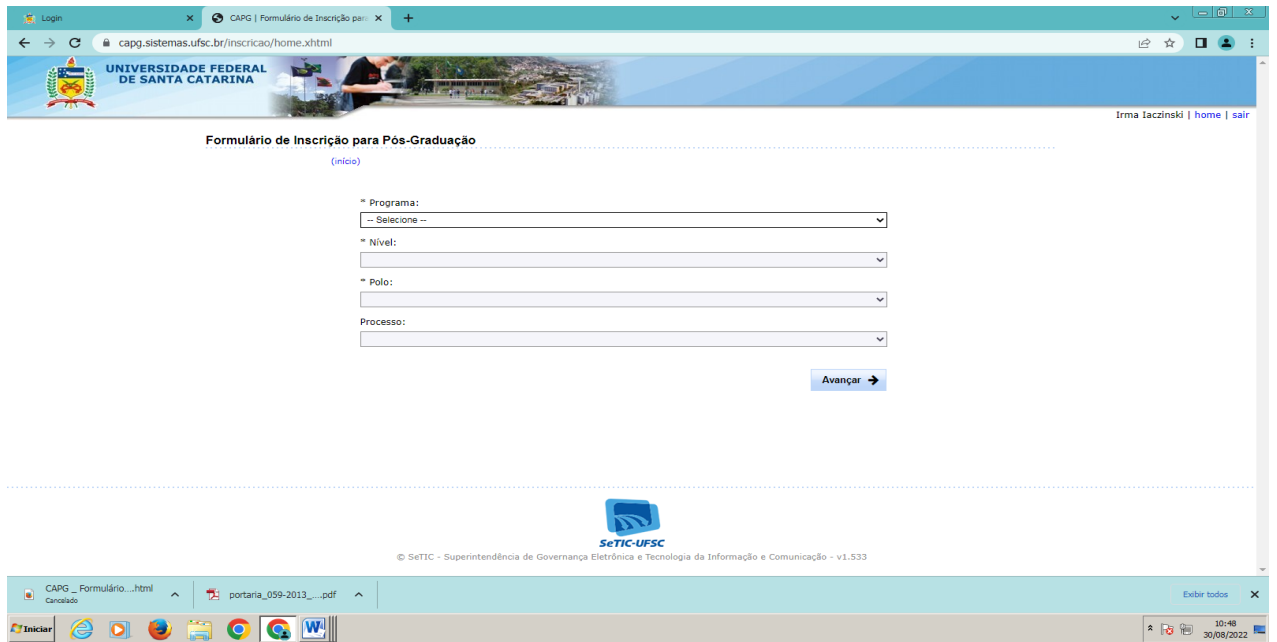 Login
CAPG | Formulário de Inscrição para
capg.sistemas.ufsc.br/inscricao/home.xhtml
UNIVERSIDADE FEDERAL
DE SANTA CATARINA
Irma Iaczinski | home | sair
Formulário de Inscrição para Pós-Graduação
(início)
* Programa:
-- Selecione --
* Nível:
* Polo:
Processo:
Avançar
SeTIC-UFSC
© SeTIC - Superintendência de Governança Eletrônica e Tecnologia da Informação e Comunicação - v1.533
CAPG _ Formulário....html
Cancelado
portaria_059-2013_....pdf
Exibir todos
Iniciar
10:48
30/08/2022